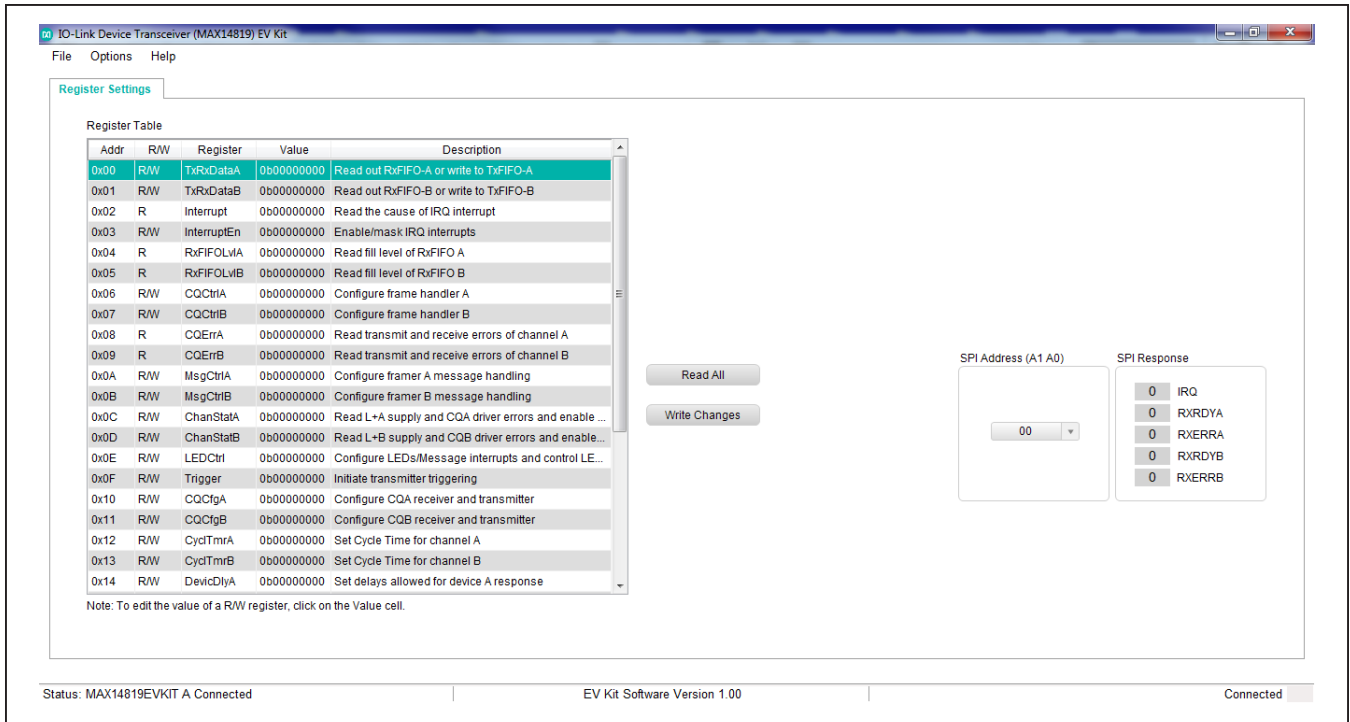 IO-Link Device Transceiver (MAX14819) EV Kit
File Options Help
Register Settings
Register Table
Addr R/W Register Value Description
0x00 R/W TxRxDataA 0b00000000 Read out RxFIFO-A or write to TxFIFO-A
0x01 R/W TxRxDataB 0b00000000 Read out RxFIFO-B or write to TxFIFO-B
0x02 R Interrupt 0b00000000 Read the cause of IRQ interrupt
0x03 R/W InterruptEn 0b00000000 Enable/mask IRQ interrupts
0x04 R RxFIFOLvlA 0b00000000 Read fill level of RxFIFO A
0x05 R RxFIFOLvlB 0b00000000 Read fill level of RxFIFO B
0x06 R/W CQCtrlA 0b00000000 Configure frame handler A
0x07 R/W CQCtrlB 0b00000000 Configure frame handler B
0x08 R CQErrA 0b00000000 Read transmit and receive errors of channel A
0x09 R CQErrB 0b00000000 Read transmit and receive errors of channel B
0x0A R/W MsgCtrlA 0b00000000 Configure framer A message handling
0x0B R/W MsgCtrlB 0b00000000 Configure framer B message handling
0x0C R/W ChanStatA 0b00000000 Read L+A supply and CQA driver errors and enable ...
0x0D R/W ChanStatB 0b00000000 Read L+B supply and CQB driver errors and enable...
0x0E R/W LEDCtrl 0b00000000 Configure LEDs/Message interrupts and control LE...
0x0F R/W Trigger 0b00000000 Initiate transmitter triggering
0x10 R/W CQCfgA 0b00000000 Configure CQA receiver and transmitter
0x11 R/W CQCfgB 0b00000000 Configure CQB receiver and transmitter
0x12 R/W CyclTmrA 0b00000000 Set Cycle Time for channel A
0x13 R/W CyclTmrB 0b00000000 Set Cycle Time for channel B
0x14 R/W DevicDlyA 0b00000000 Set delays allowed for device A response
Note: To edit the value of a R/W register, click on the Value cell.
Read All
Write Changes
SPI Address (A1 A0)
00
SPI Response
0 IRQ
0 RXRDYA
0 RXERRA
0 RXRDYB
0 RXERRB
Status: MAX14819EVKIT A Connected
EV Kit Software Version 1.00
Connected